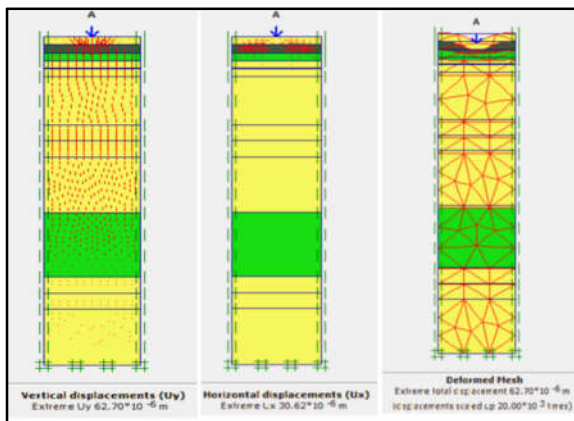 A
A
A
Vertical displacements (Uy)
Extreme Uy 62.70*10 -6 m
Horizontal displacements (Ux)
Extreme Ux 30.62*10 -6 m
Deformed Mesh
Extreme total displacement 62.70*10 -6 m
(displacements scaled up 20.00*10 3 times)